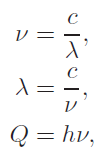 ν = c/λ,
λ = c/ν,
Q = hν,